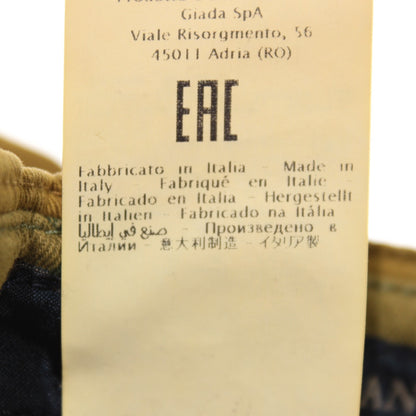 Giada SpA
Viale Risorgmento, 56
45011 Adria (RO)
EAC
Fabbricato in Italia - Made in
Italy - Fabriqué en Italie -
Fabricado en Italia - Hergestellt
in Italien - Fabricado na Itália
صنع في إيطاليا - Произведено в
Италии - 意大利制造 - イタリア製